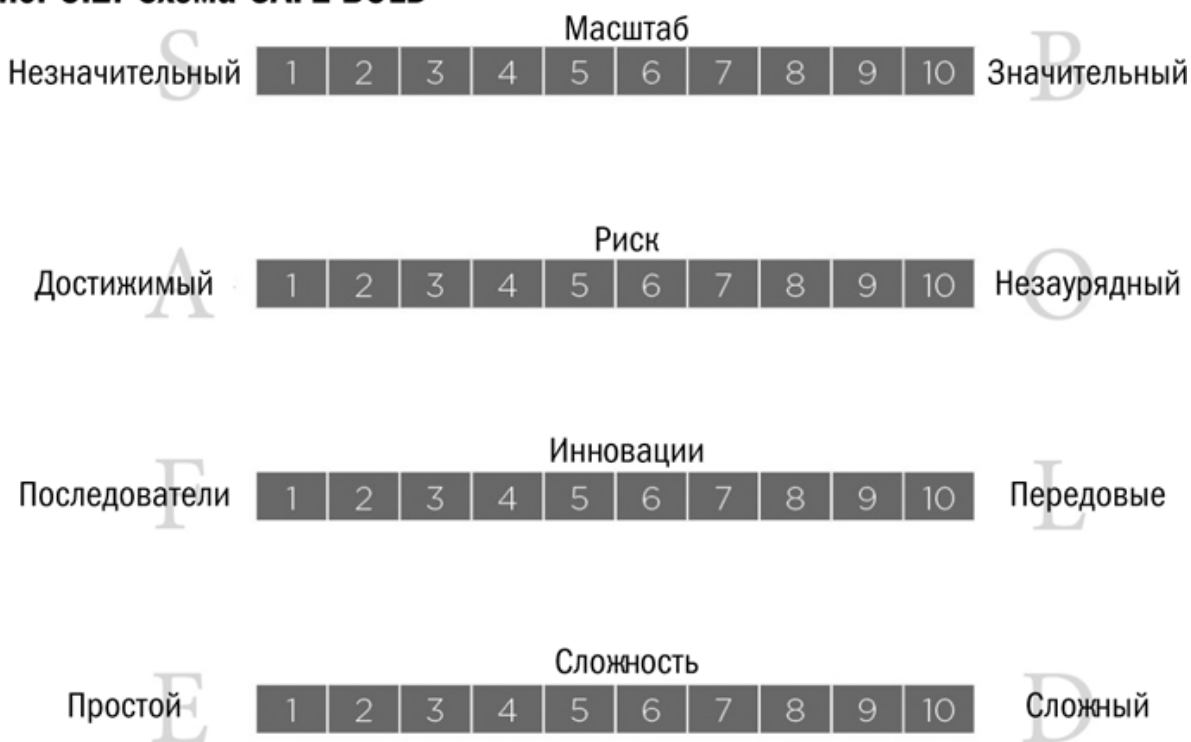 Масштаб
S Незначительный 1 2 3 4 5 6 7 8 9 10 B Значительный
Риск
A Достижимый 1 2 3 4 5 6 7 8 9 10 O Незаурядный
Инновации
F Последователи 1 2 3 4 5 6 7 8 9 10 L Передовые
Сложность
E Простой 1 2 3 4 5 6 7 8 9 10 D Сложный